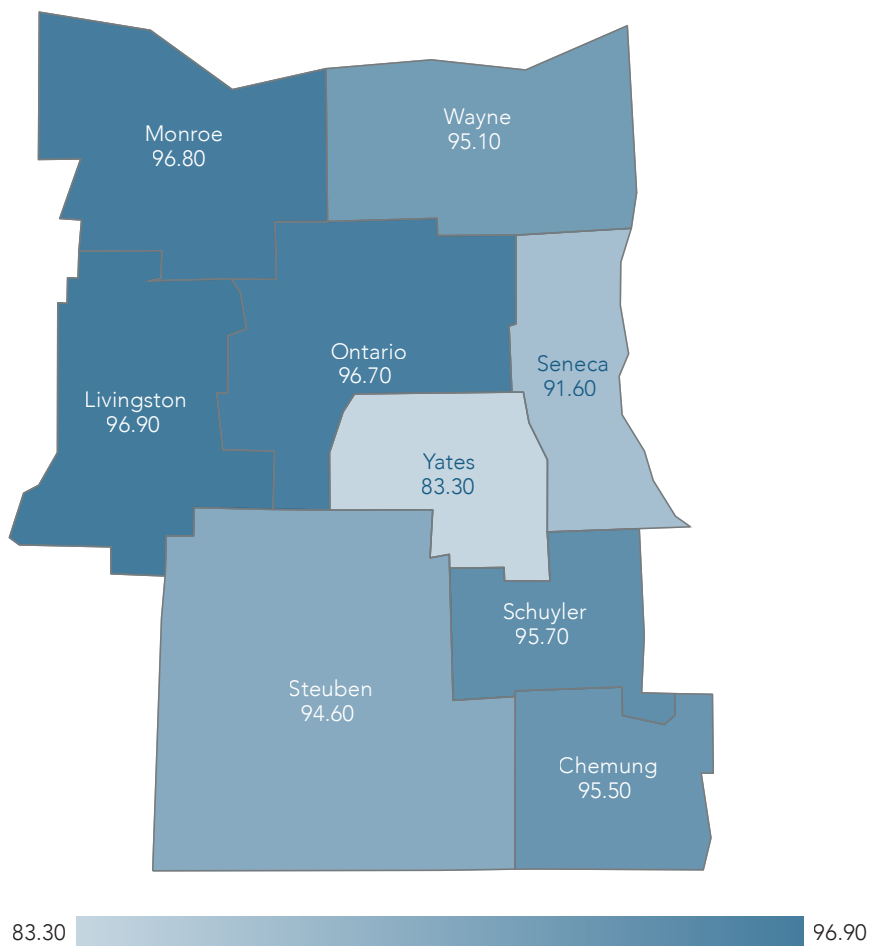 Monroe
96.80
Wayne
95.10
Ontario
96.70
Seneca
91.60
Livingston
96.90
Yates
83.30
Schuyler
95.70
Steuben
94.60
Chemung
95.50
83.30
96.90